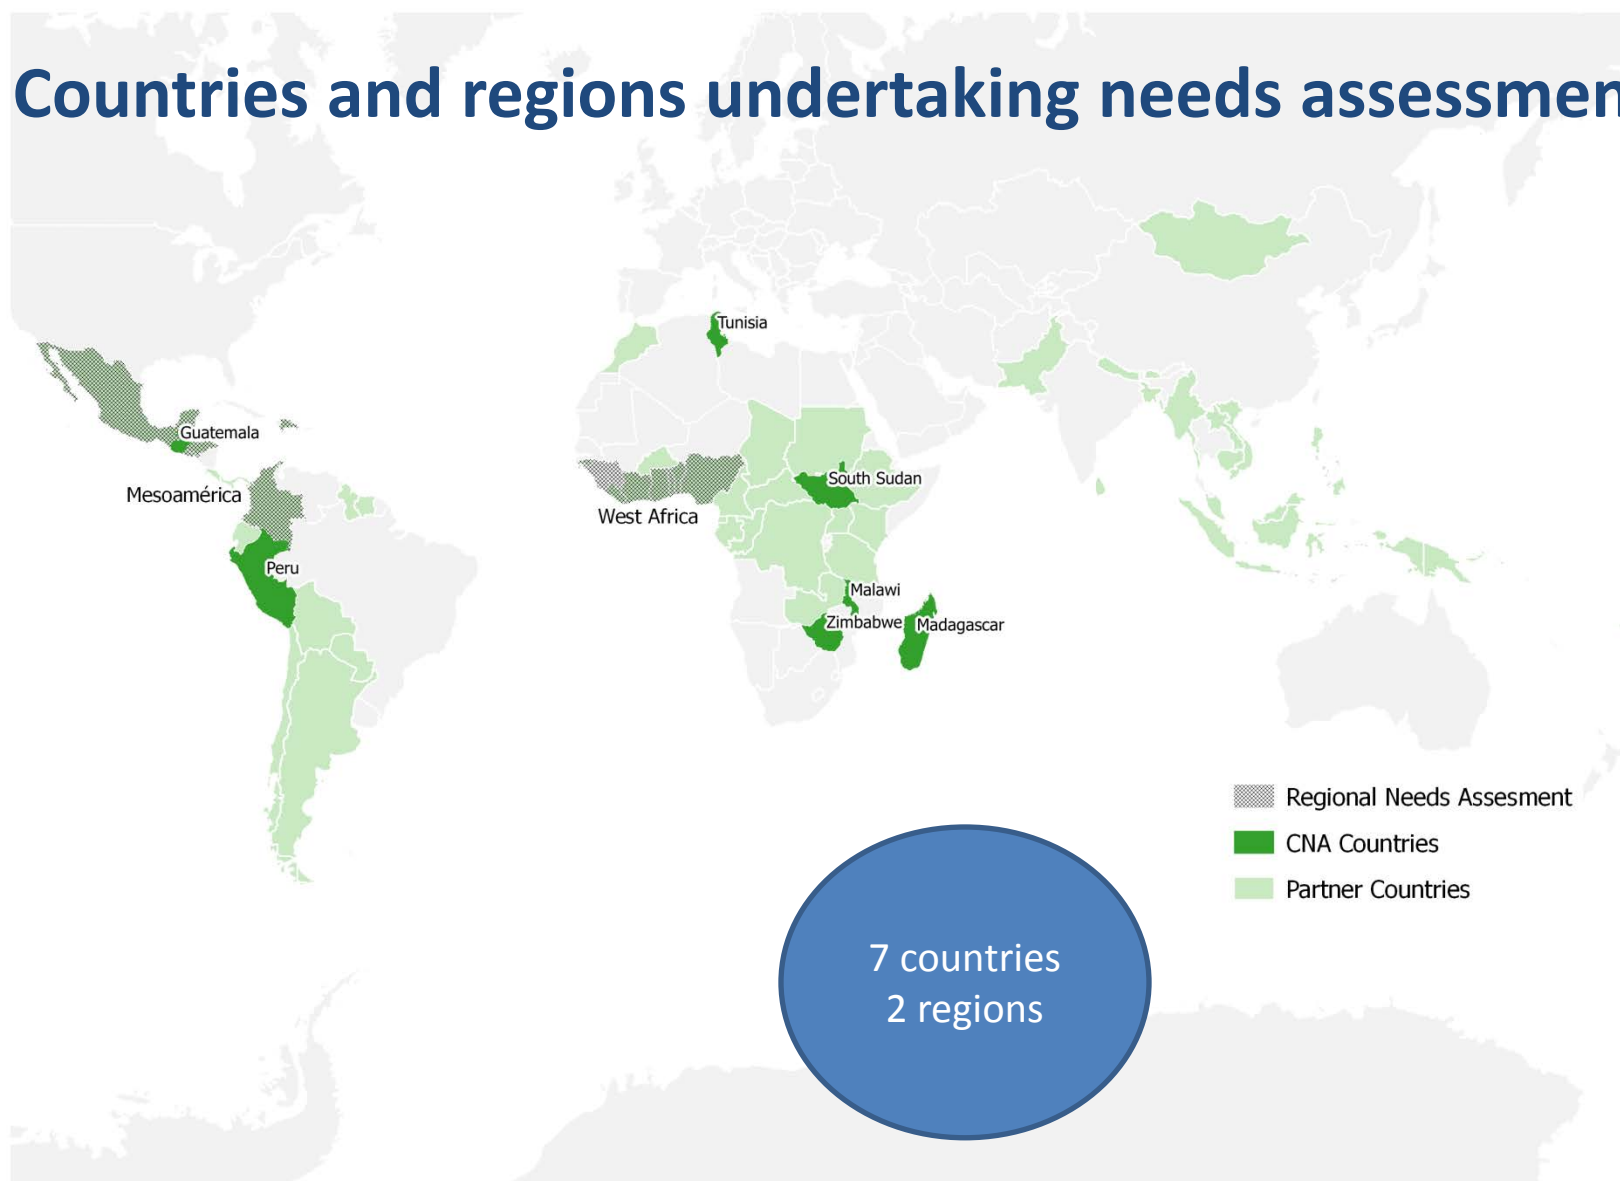 Countries and regions undertaking needs assessmen
Tunisia
Guatemala
Mesoamérica
South Sudan
West Africa
Peru
Malawi
Zimbabwe
Madagascar
Regional Needs Assesment
CNA Countries
Partner Countries
7 countries
2 regions